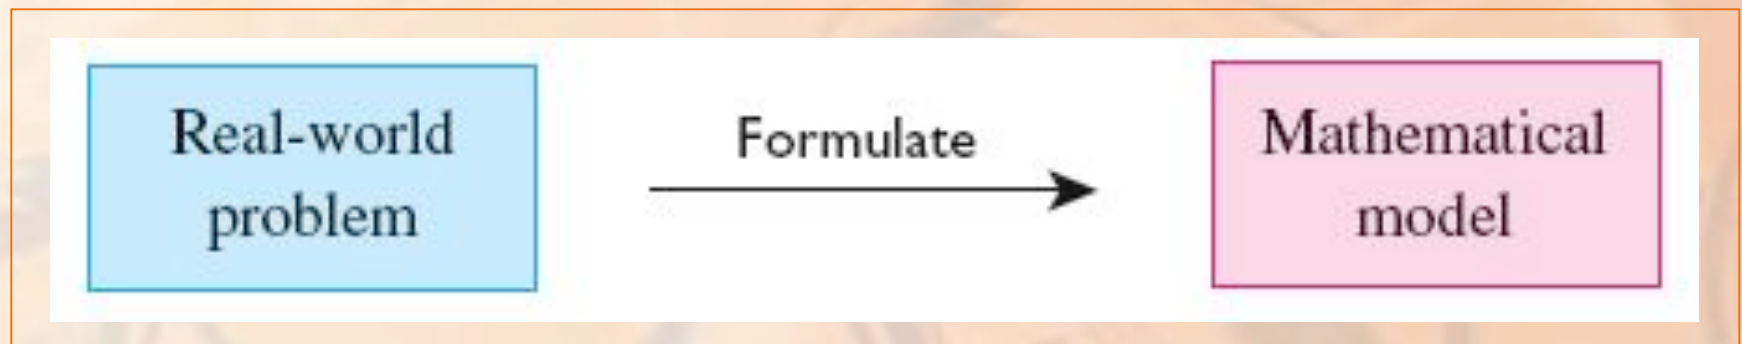 Real-world
problem
Formulate
Mathematical
model